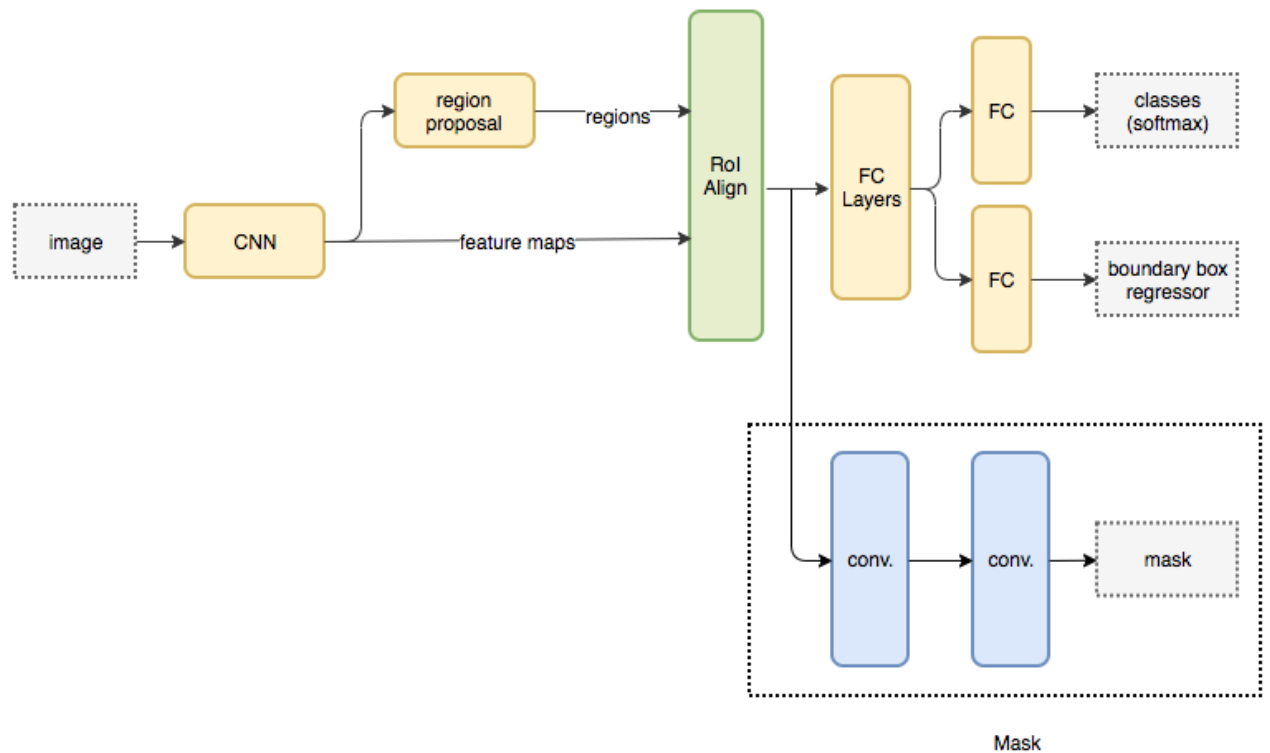 region
proposal
regions
image
CNN
feature maps
RoI
Align
FC
Layers
FC
classes
(softmax)
FC
boundary box
regressor
conv.
conv.
mask
Mask